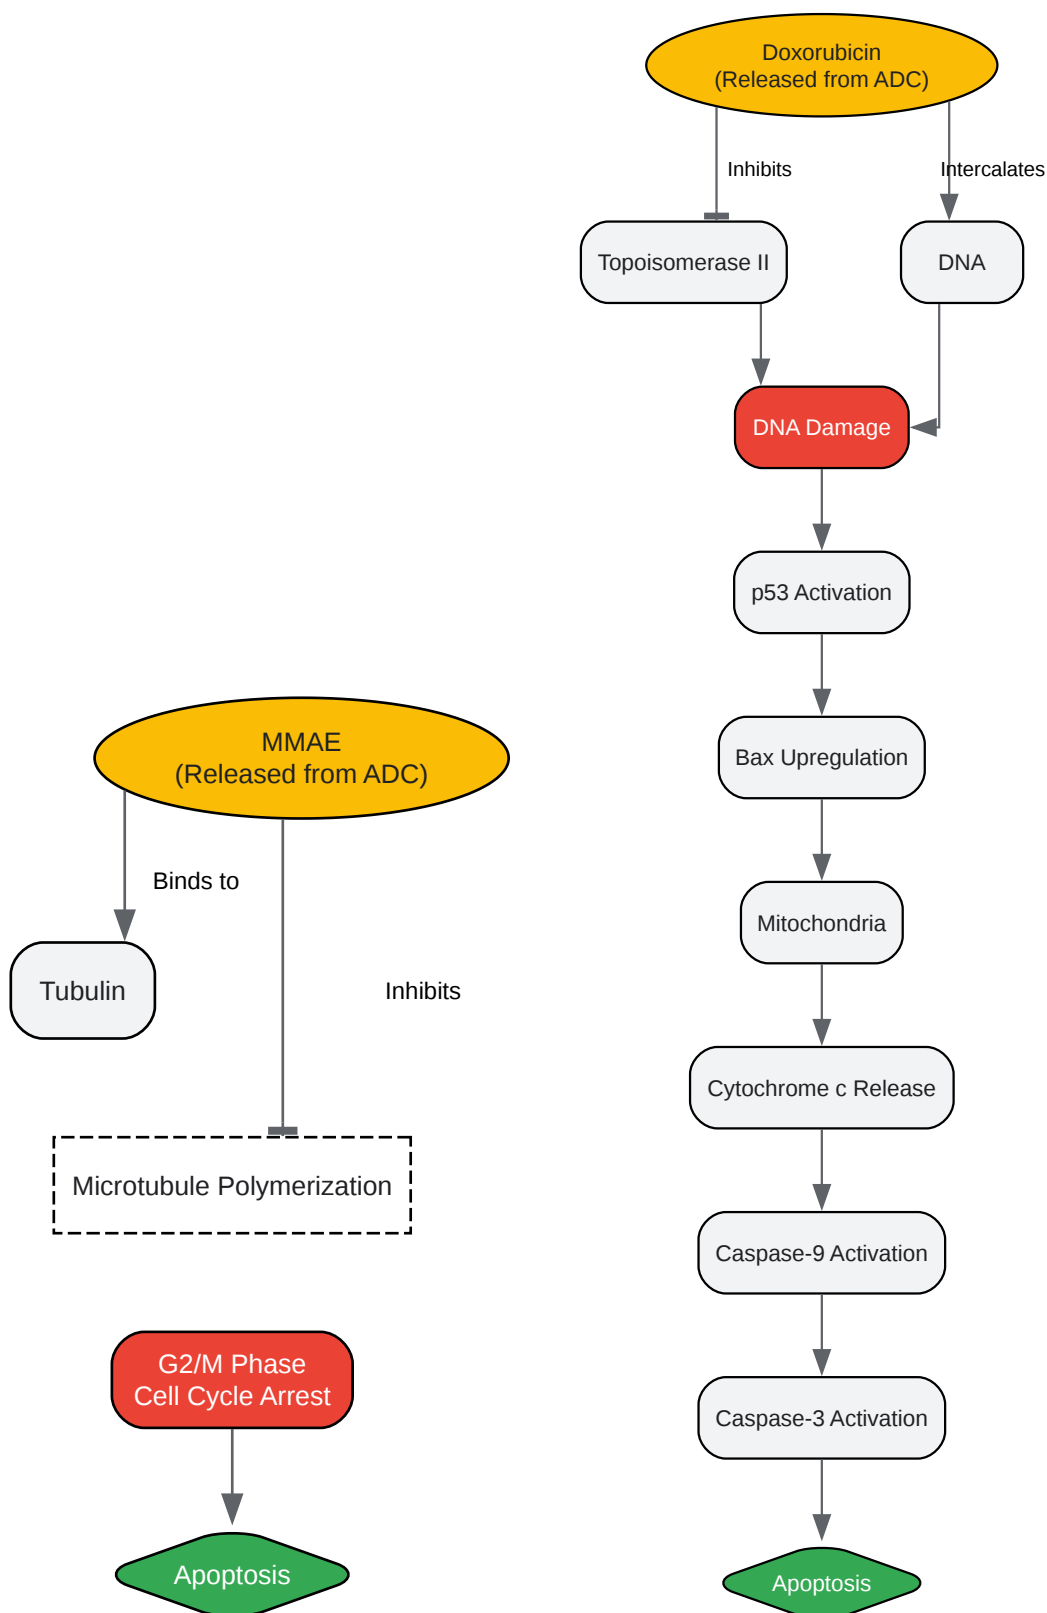 Doxorubicin
(Released from ADC)
Inhibits
Intercalates
Topoisomerase II
DNA
DNA Damage
p53 Activation
Bax Upregulation
Mitochondria
Cytochrome c Release
Caspase-9 Activation
Caspase-3 Activation
Apoptosis
MMAE
(Released from ADC)
Binds to
Tubulin
Inhibits
Microtubule Polymerization
G2/M Phase
Cell Cycle Arrest
Apoptosis